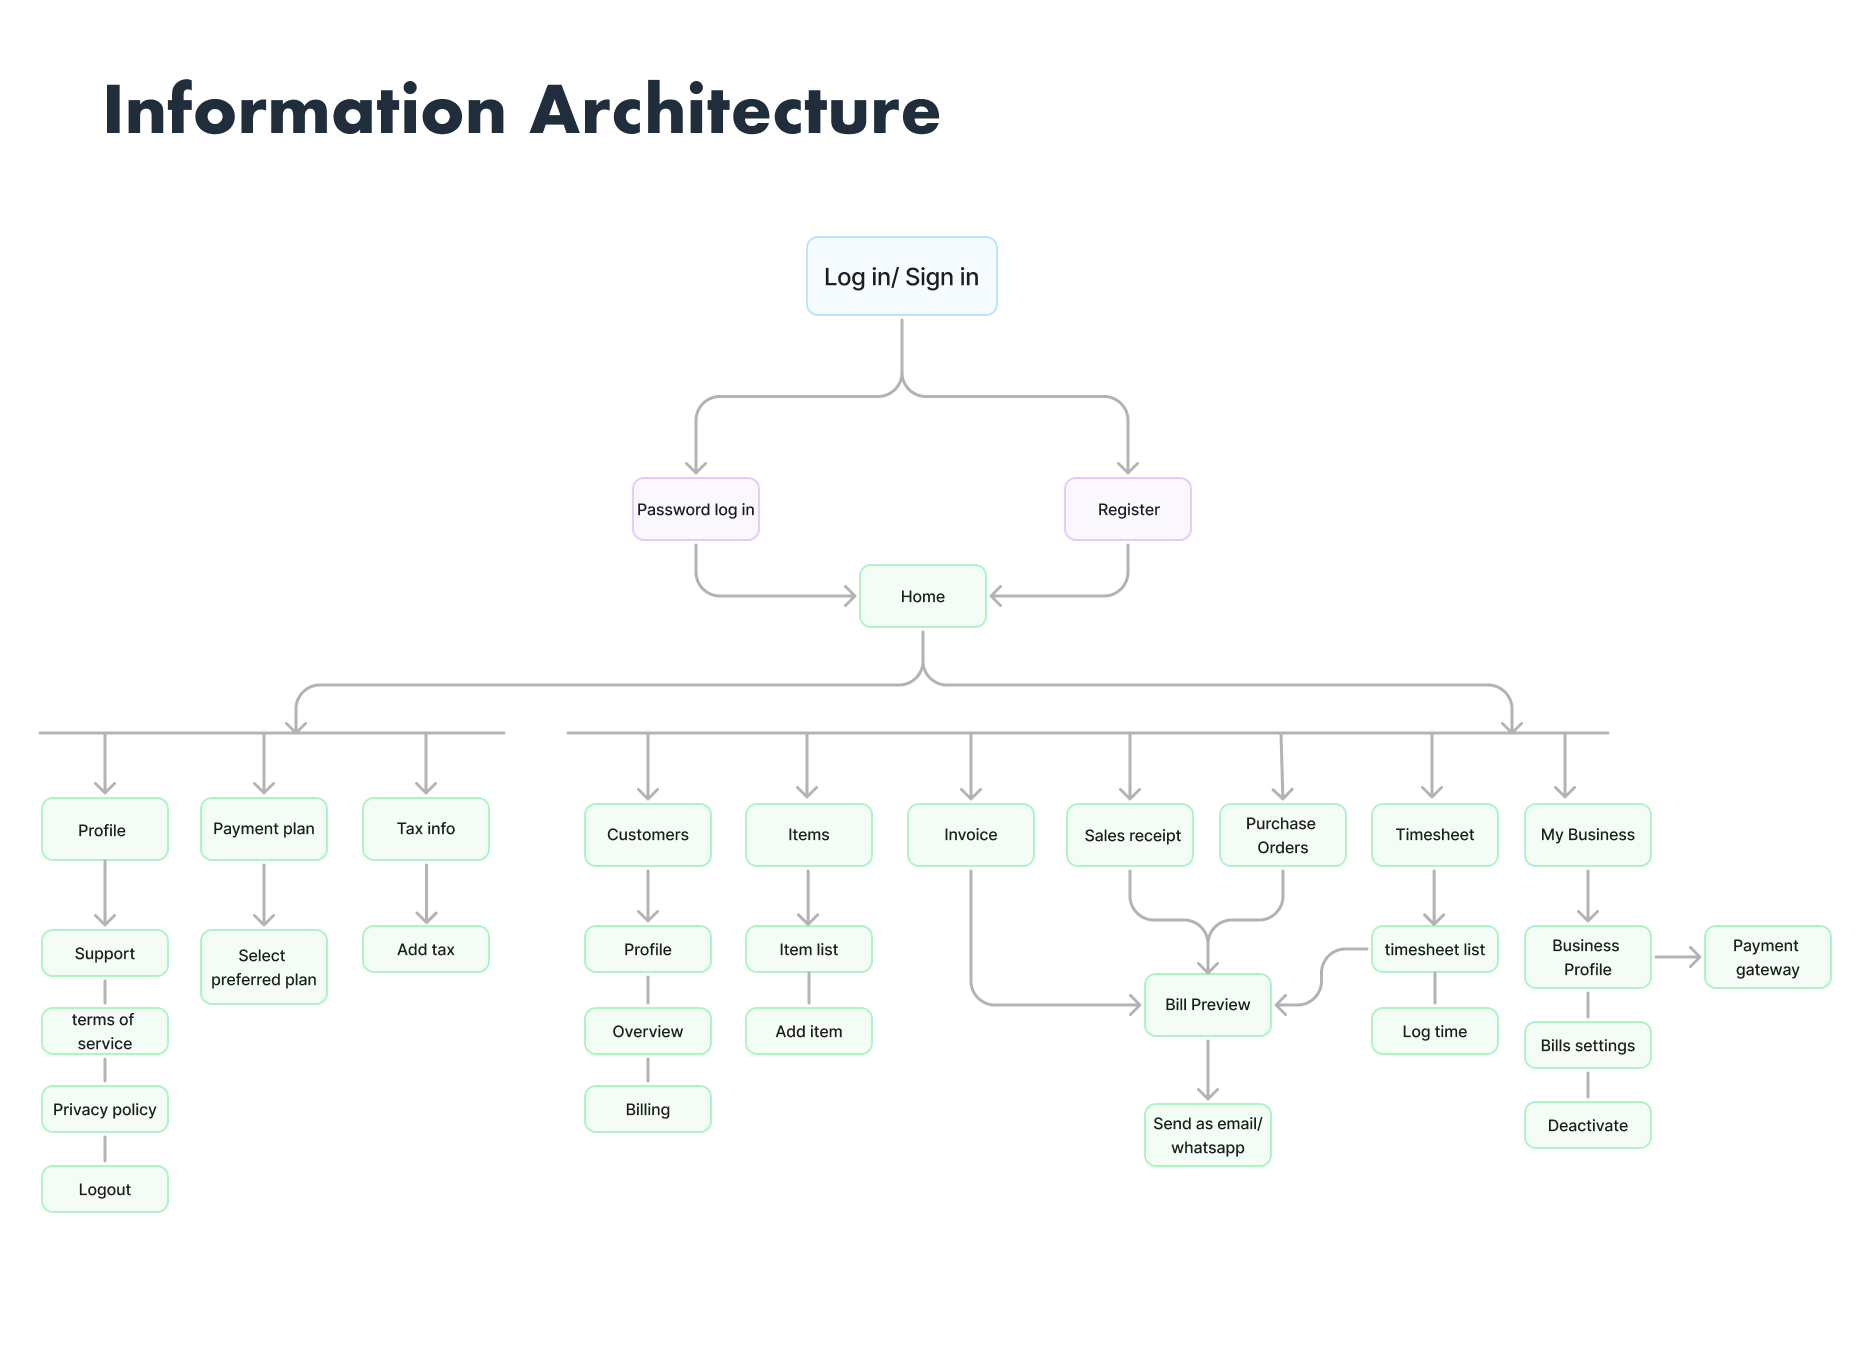 Information Architecture
Log in/ Sign in
Password log in
Register
Home
Profile
Payment plan
Tax info
Customers
Items
Invoice
Sales receipt
Purchase
Orders
Timesheet
My Business
Support
Select
preferred plan
Add tax
Profile
Item list
timesheet list
Business
Profile
Payment
gateway
terms of
service
Overview
Add item
Bill Preview
Log time
Bills settings
Privacy policy
Billing
Send as email/
whatsapp
Deactivate
Logout